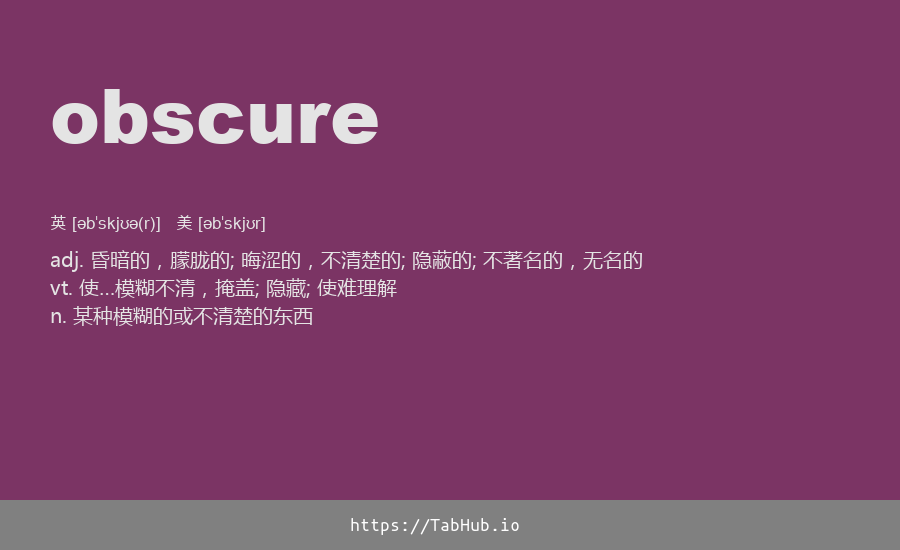 obscure
英 [əbˈskjʊə(r)] 美 [əbˈskjʊr]
adj. 昏暗的，朦胧的; 晦涩的，不清楚的; 隐蔽的; 不著名的，无名的
vt. 使…模糊不清，掩盖; 隐藏; 使难理解
n. 某种模糊的或不清楚的东西
https://TabHub.io